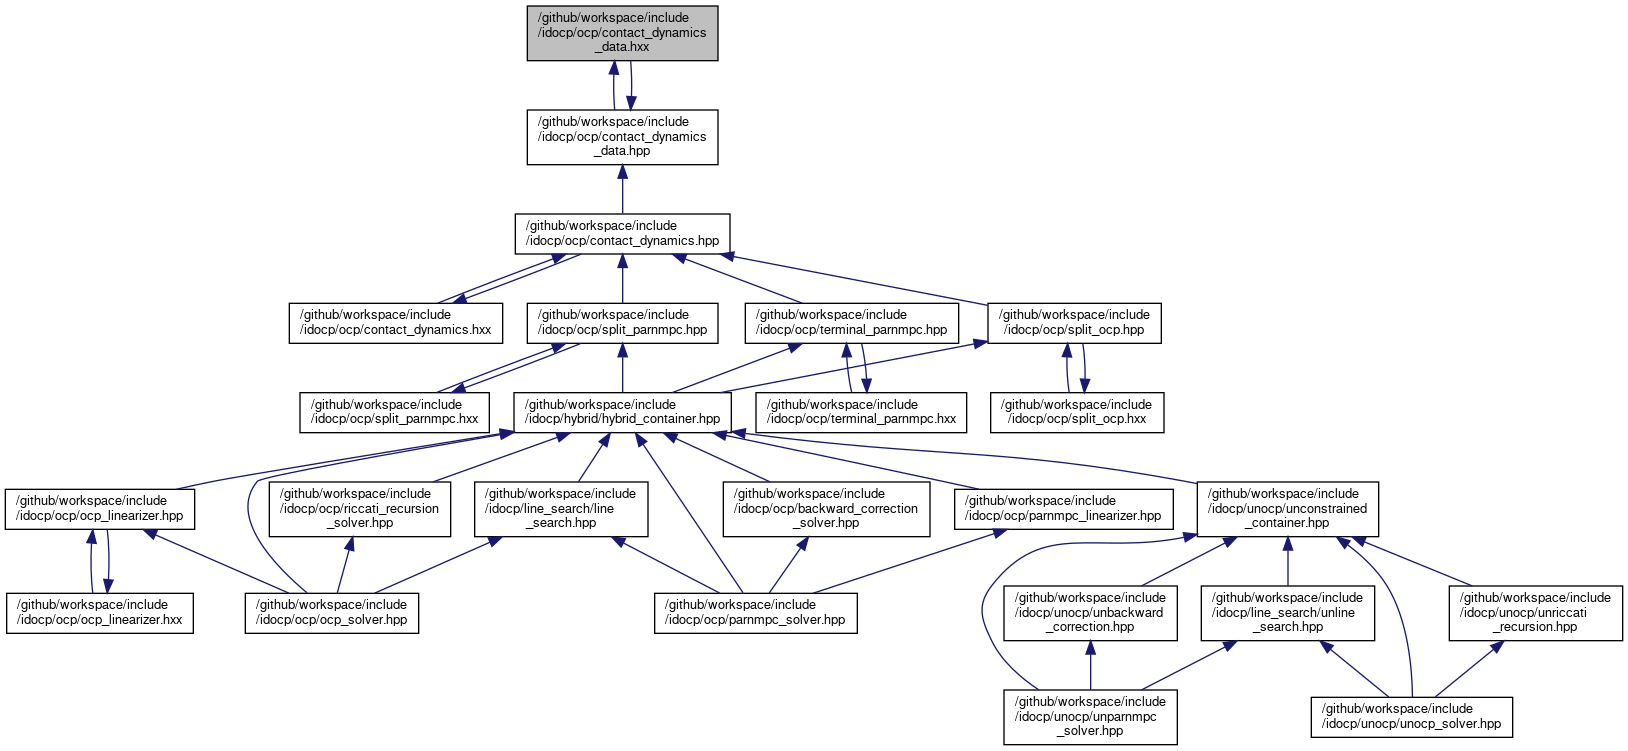 /github/workspace/include
/idocp/ocp/contact_dynamics
_data.hxx
/github/workspace/include
/idocp/ocp/contact_dynamics
_data.hpp
/github/workspace/include
/idocp/ocp/contact_dynamics.hpp
/github/workspace/include
/idocp/ocp/contact_dynamics.hxx
/github/workspace/include
/idocp/ocp/split_parnmpc.hpp
/github/workspace/include
/idocp/ocp/terminal_parnmpc.hpp
/github/workspace/include
/idocp/ocp/split_ocp.hpp
/github/workspace/include
/idocp/ocp/split_parnmpc.hxx
/github/workspace/include
/idocp/hybrid/hybrid_container.hpp
/github/workspace/include
/idocp/ocp/terminal_parnmpc.hxx
/github/workspace/include
/idocp/ocp/split_ocp.hxx
/github/workspace/include
/idocp/ocp/ocp_linearizer.hpp
/github/workspace/include
/idocp/ocp/riccati_recursion
_solver.hpp
/github/workspace/include
/idocp/line_search/line
_search.hpp
/github/workspace/include
/idocp/ocp/backward_correction
_solver.hpp
/github/workspace/include
/idocp/ocp/parnmpc_linearizer.hpp
/github/workspace/include
/idocp/unocp/unconstrained
_container.hpp
/github/workspace/include
/idocp/ocp/ocp_linearizer.hxx
/github/workspace/include
/idocp/ocp/ocp_solver.hpp
/github/workspace/include
/idocp/ocp/parnmpc_solver.hpp
/github/workspace/include
/idocp/unocp/unbackward
_correction.hpp
/github/workspace/include
/idocp/line_search/unline
_search.hpp
/github/workspace/include
/idocp/unocp/unriccati
_recursion.hpp
/github/workspace/include
/idocp/unocp/unparnmpc
_solver.hpp
/github/workspace/include
/idocp/unocp/unocp_solver.hpp